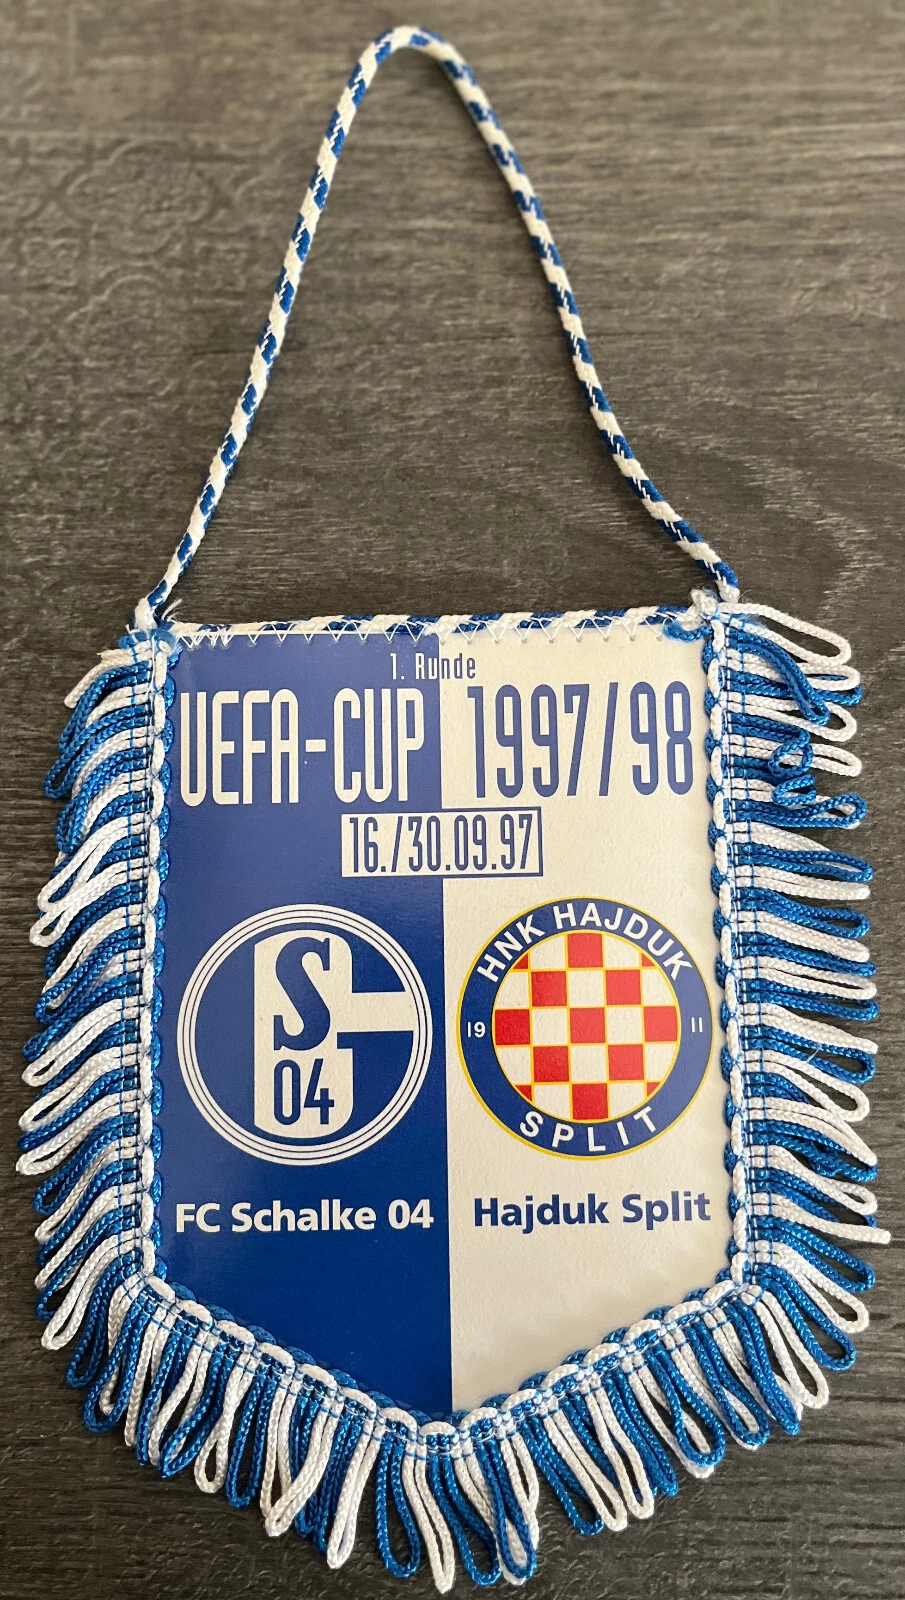 1. Runde
UEFA-CUP 1997/98
16./30.09.97
S
04
HNK HAJDUK
19 11
SPLIT
FC Schalke 04
Hajduk Split